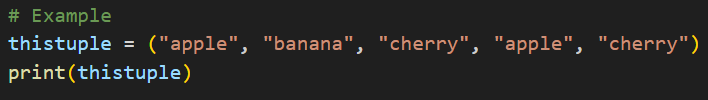 # Example
thistuple = ("apple", "banana", "cherry", "apple", "cherry")
print(thistuple)